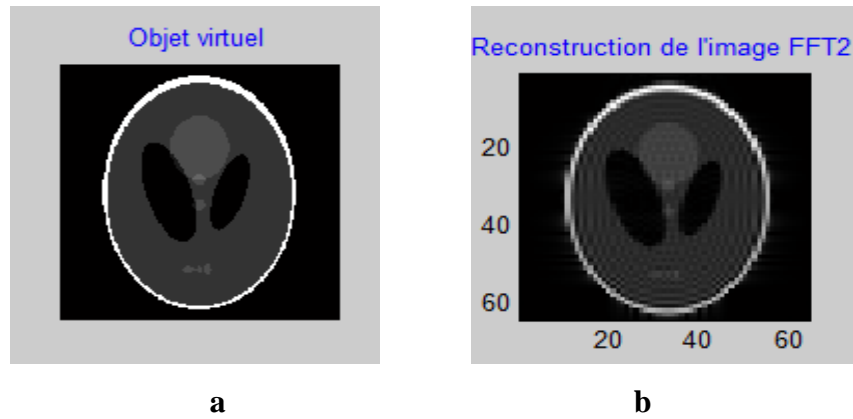 Objet virtuel
Reconstruction de l'image FFT2
20
40
60
20 40 60
a b